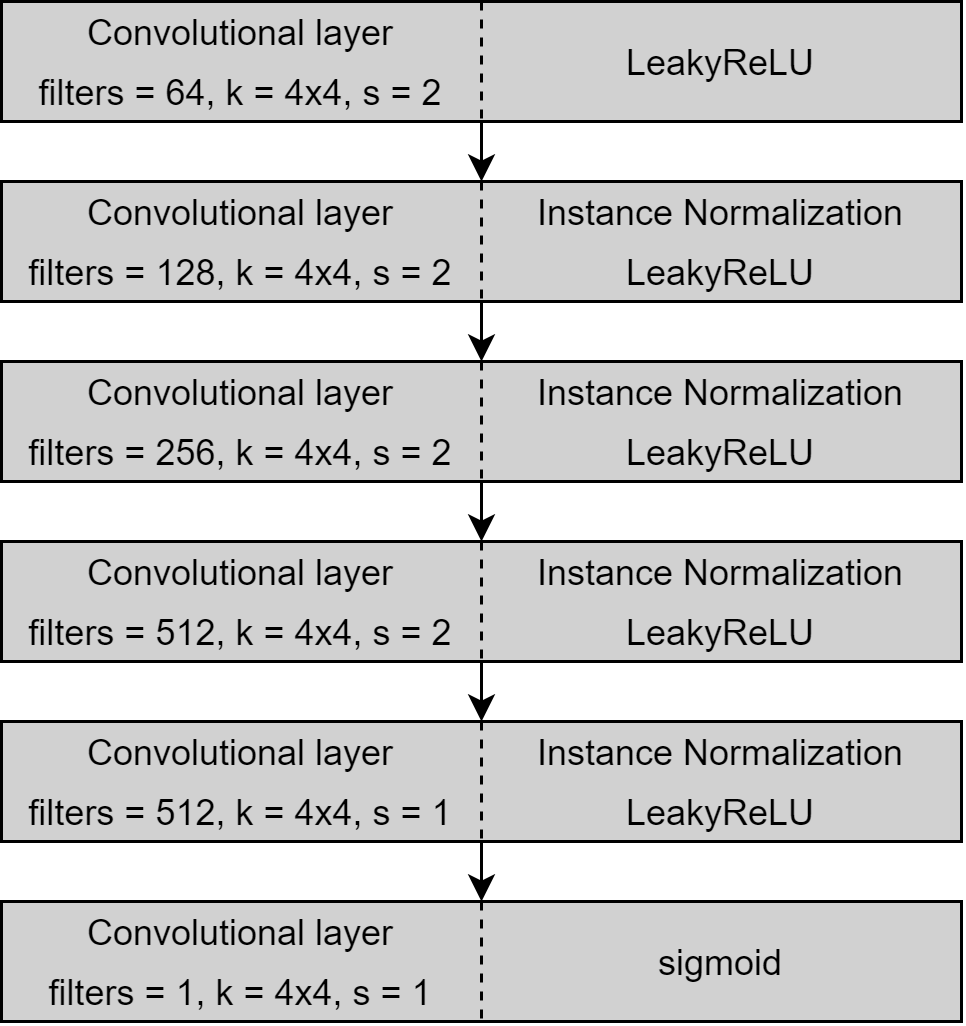 Convolutional layer
filters = 64, k = 4x4, s = 2
LeakyReLU
Convolutional layer
filters = 128, k = 4x4, s = 2
Instance Normalization
LeakyReLU
Convolutional layer
filters = 256, k = 4x4, s = 2
Instance Normalization
LeakyReLU
Convolutional layer
filters = 512, k = 4x4, s = 2
Instance Normalization
LeakyReLU
Convolutional layer
filters = 512, k = 4x4, s = 1
Instance Normalization
LeakyReLU
Convolutional layer
filters = 1, k = 4x4, s = 1
sigmoid